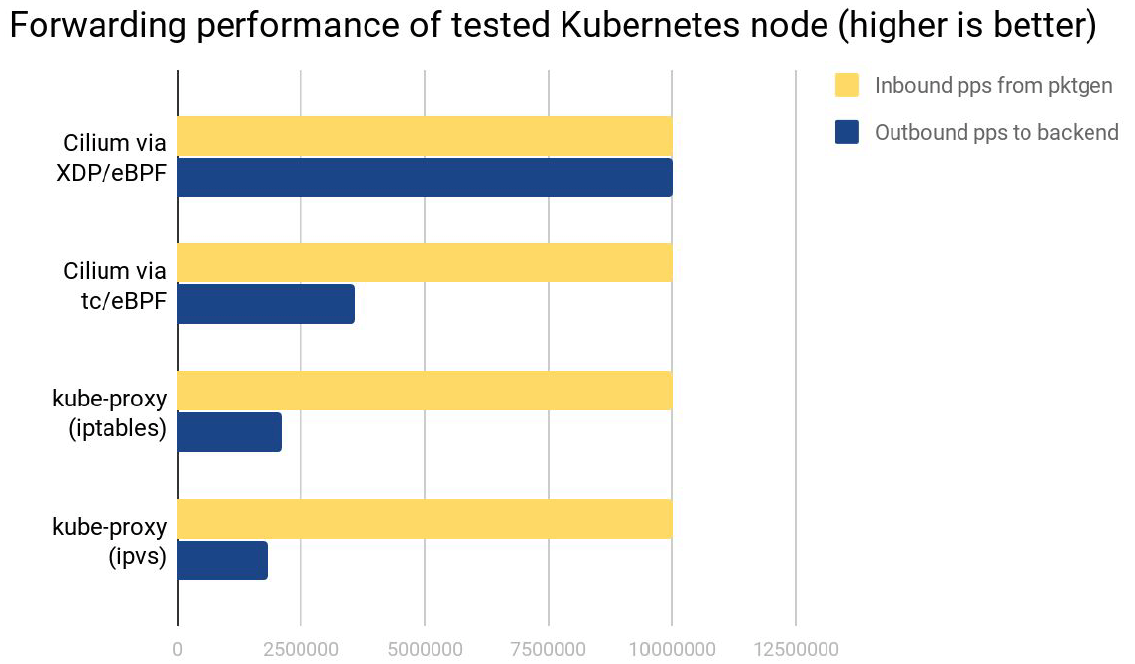 Forwarding performance of tested Kubernetes node (higher is better)
Inbound pps from pktgen
Outbound pps to backend
Cilium via
XDP/eBPF
Cilium via
tc/eBPF
kube-proxy
(iptables)
kube-proxy
(ipvs)
0 2500000 5000000 7500000 10000000 12500000